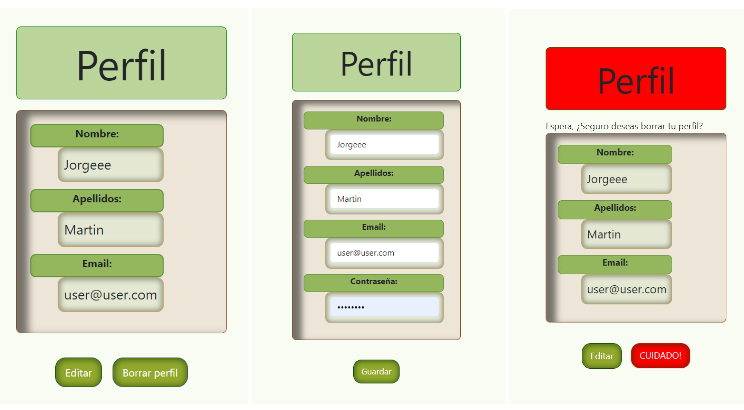 Perfil
Nombre:
Jorgeee
Apellidos:
Martin
Email:
user@user.com
Editar
Borrar perfil
Perfil
Nombre:
Jorgeee
Apellidos:
Martin
Email:
user@user.com
Contraseña:
••••••••
Guardar
Perfil
Espera, ¿Seguro deseas borrar tu perfil?
Nombre:
Jorgeee
Apellidos:
Martin
Email:
user@user.com
Editar
CUIDADO!